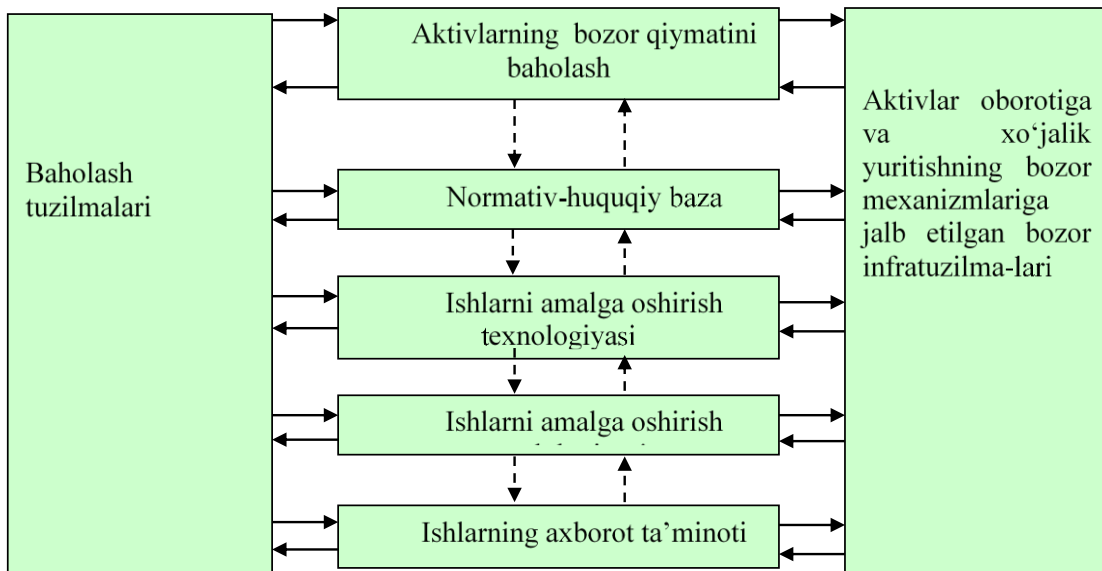 Baholash
tuzilmalari
Aktivlarning bozor qiymatini
baholash
Normativ-huquqiy baza
Ishlarni amalga oshirish
texnologiyasi
Ishlarni amalga oshirish
Ishlarning axborot ta’minoti
Aktivlar oborotiga
va xo‘jalik
yuritishning bozor
mexanizmlariga
jalb etilgan bozor
infratuzilma-lari